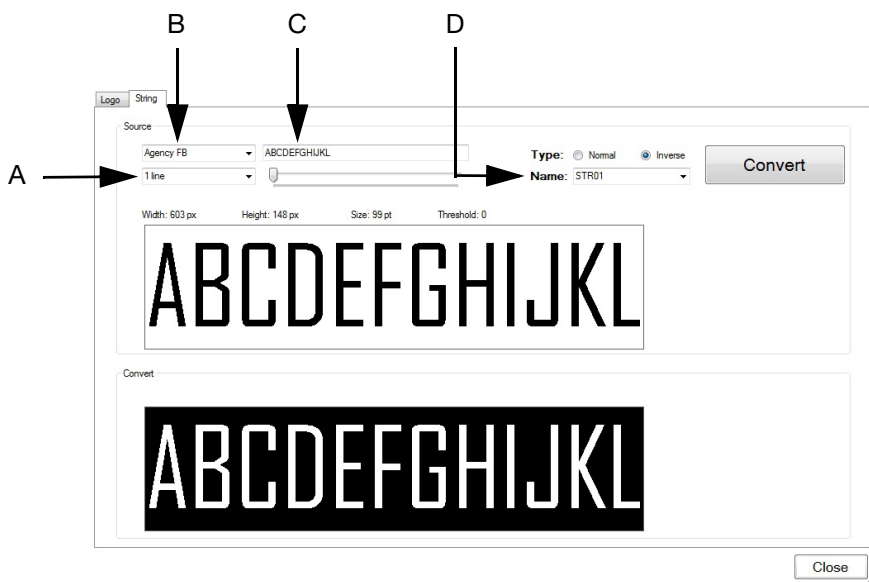 B C D
Logo String
Source
Agency FB ABCDEFGHIJKL Type: Normal Inverse Convert
A 1 line Name: STR01
Width: 603 px Height: 148 px Size: 99 pt Threshold: 0
ABCDEFGHIJKL
Convert
ABCDEFGHIJKL
Close